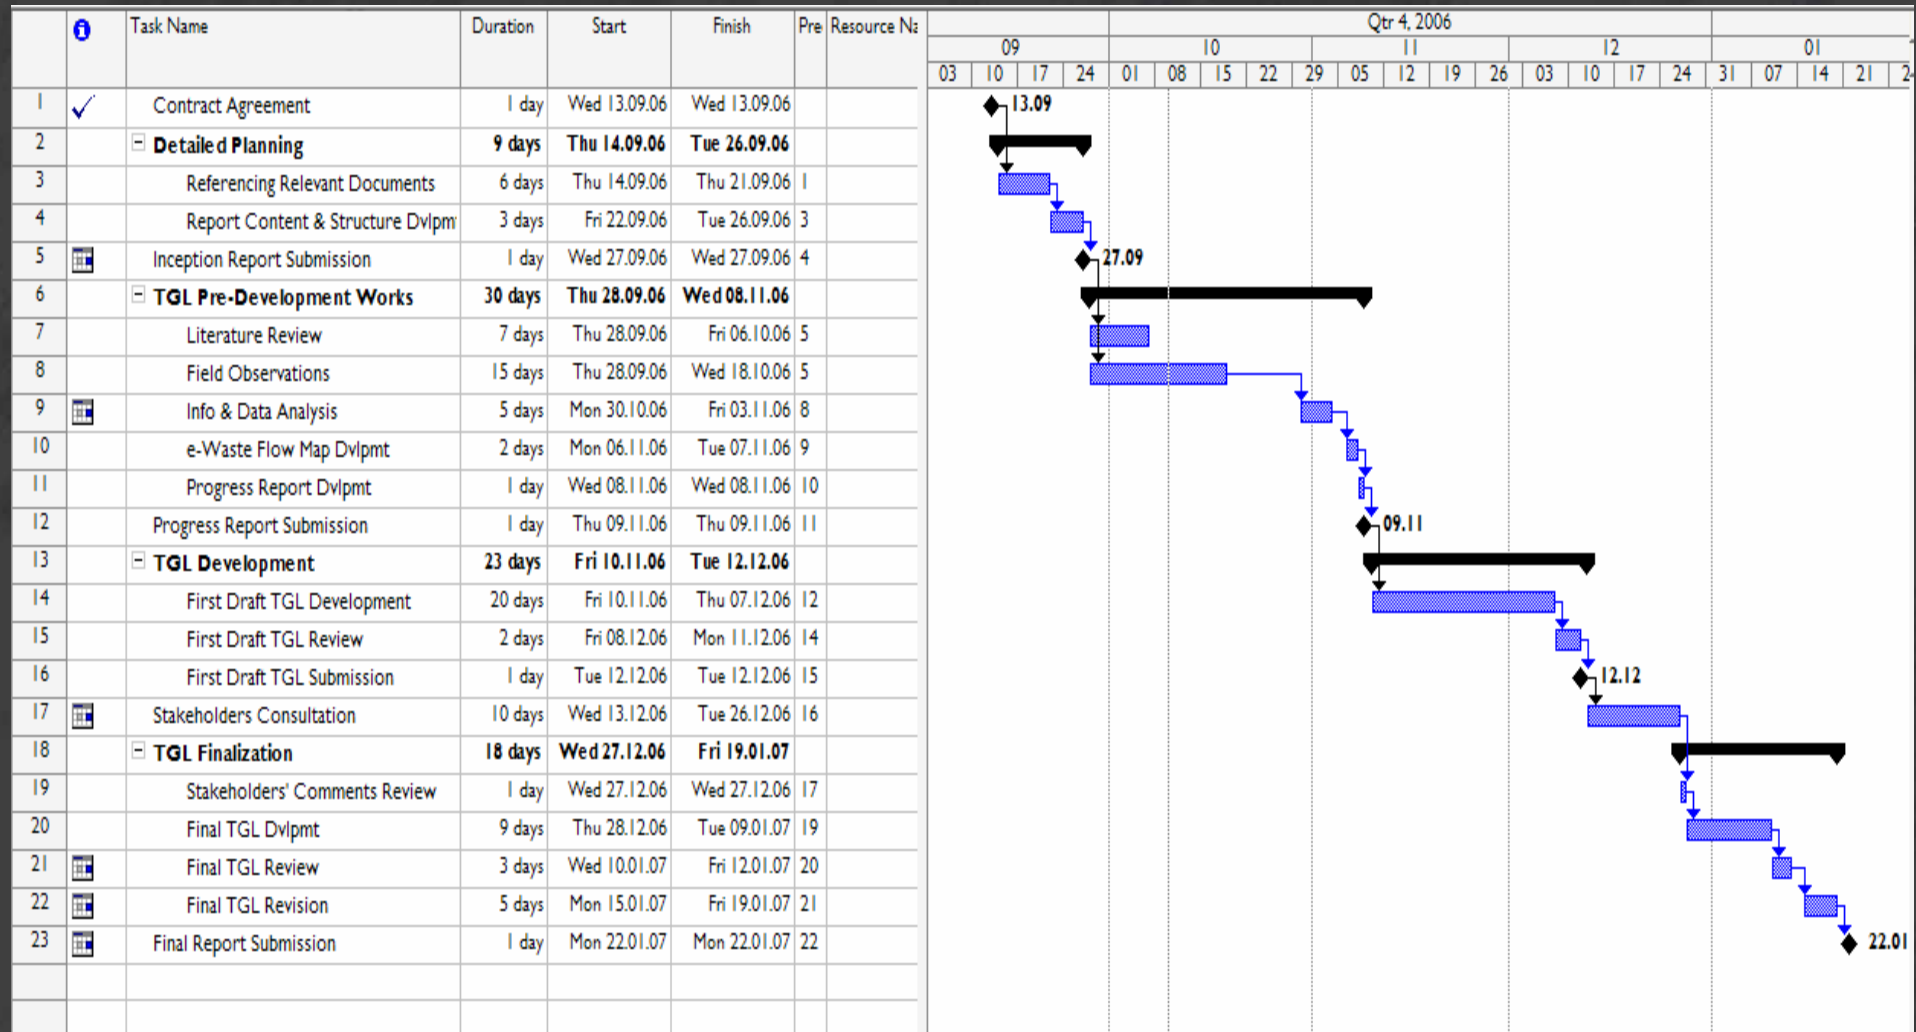 Task Name Duration Start Finish Pre Resource Na
Qtr 4, 2006
09 10 11 12 01
03 10 17 24 01 08 15 22 29 05 12 19 26 03 10 17 24 31 07 14 21 2
1 Contract Agreement 1 day Wed 13.09.06 Wed 13.09.06 13.09
2 Detailed Planning 9 days Thu 14.09.06 Tue 26.09.06
3 Referencing Relevant Documents 6 days Thu 14.09.06 Thu 21.09.06 1
4 Report Content & Structure Dvlpm 3 days Fri 22.09.06 Tue 26.09.06 3
5 Inception Report Submission 1 day Wed 27.09.06 Wed 27.09.06 4 27.09
6 TGL Pre-Development Works 30 days Thu 28.09.06 Wed 08.11.06
7 Literature Review 7 days Thu 28.09.06 Fri 06.10.06 5
8 Field Observations 15 days Thu 28.09.06 Wed 18.10.06 5
9 Info & Data Analysis 5 days Mon 30.10.06 Fri 03.11.06 8
10 e-Waste Flow Map Dvlpmt 2 days Mon 06.11.06 Tue 07.11.06 9
11 Progress Report Dvlpmt 1 day Wed 08.11.06 Wed 08.11.06 10
12 Progress Report Submission 1 day Thu 09.11.06 Thu 09.11.06 11 09.11
13 TGL Development 23 days Fri 10.11.06 Tue 12.12.06
14 First Draft TGL Development 20 days Fri 10.11.06 Thu 07.12.06 12
15 First Draft TGL Review 2 days Fri 08.12.06 Mon 11.12.06 14
16 First Draft TGL Submission 1 day Tue 12.12.06 Tue 12.12.06 15 12.12
17 Stakeholders Consultation 10 days Wed 13.12.06 Tue 26.12.06 16
18 TGL Finalization 18 days Wed 27.12.06 Fri 19.01.07
19 Stakeholders' Comments Review 1 day Wed 27.12.06 Wed 27.12.06 17
20 Final TGL Dvlpmt 9 days Thu 28.12.06 Tue 09.01.07 19
21 Final TGL Review 3 days Wed 10.01.07 Fri 12.01.07 20
22 Final TGL Revision 5 days Mon 15.01.07 Fri 19.01.07 21
23 Final Report Submission 1 day Mon 22.01.07 Mon 22.01.07 22 22.01